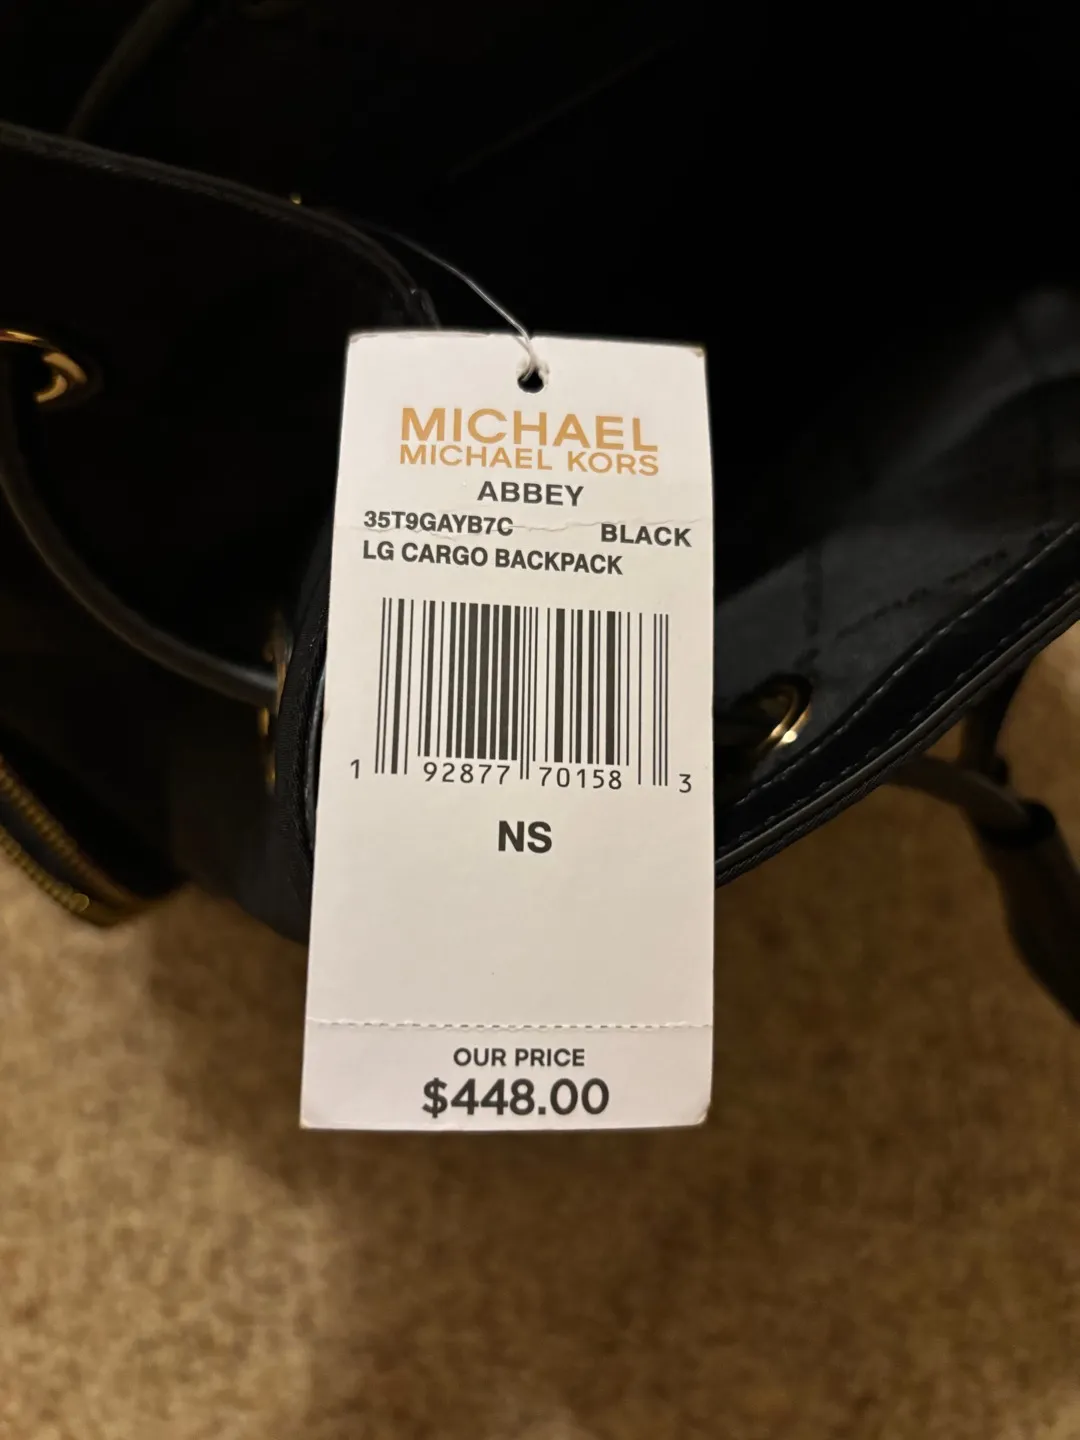 MICHAEL
MICHAEL KORS
ABBEY
35T9GAYB7C BLACK
LG CARGO BACKPACK
1 92877 70158 3
NS
OUR PRICE
$448.00